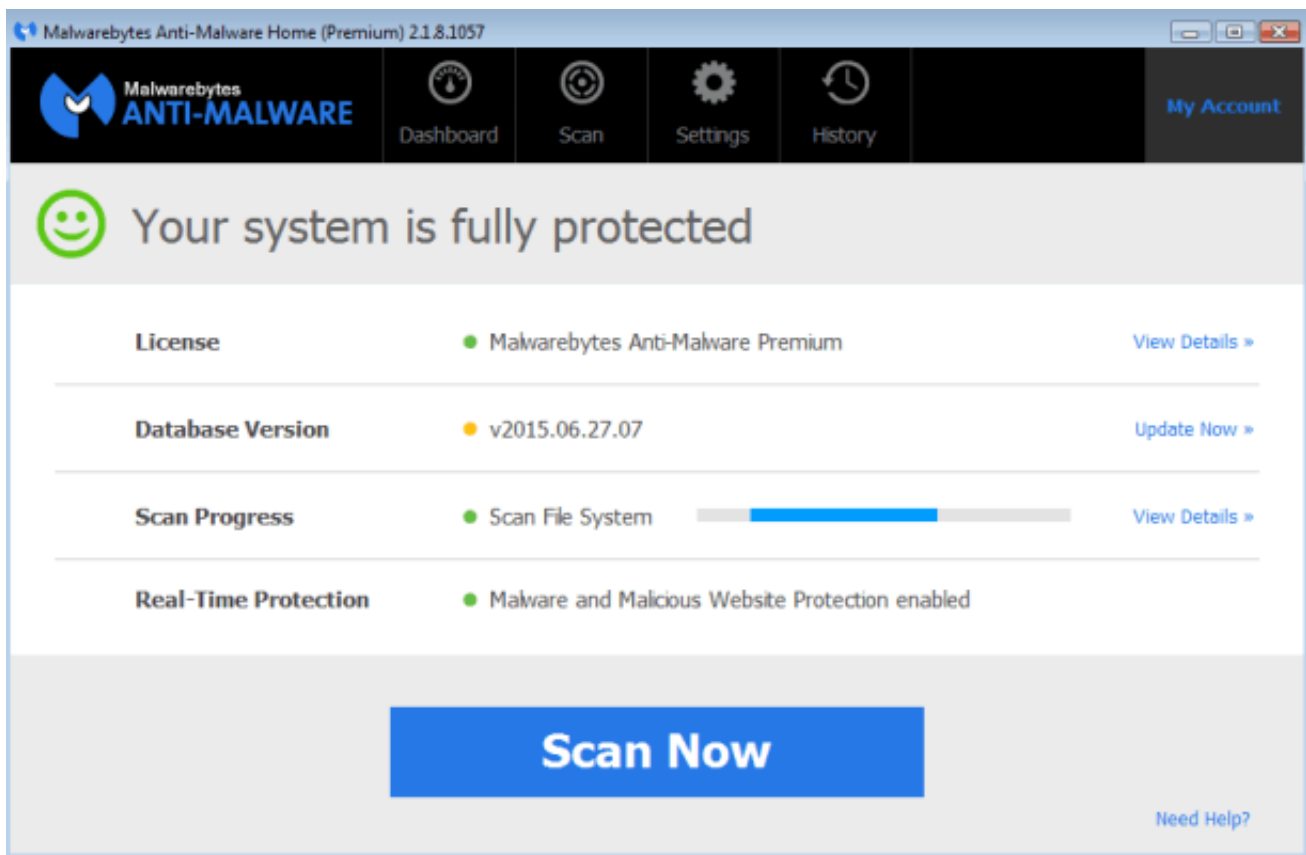 Malwarebytes Anti-Malware Home (Premium) 2.1.8.1057
Malwarebytes
ANTI-MALWARE
Dashboard
Scan
Settings
History
My Account
Your system is fully protected
License Malwarebytes Anti-Malware Premium View Details »
Database Version v2015.06.27.07 Update Now »
Scan Progress Scan File System View Details »
Real-Time Protection Malware and Malicious Website Protection enabled
Scan Now
Need Help?